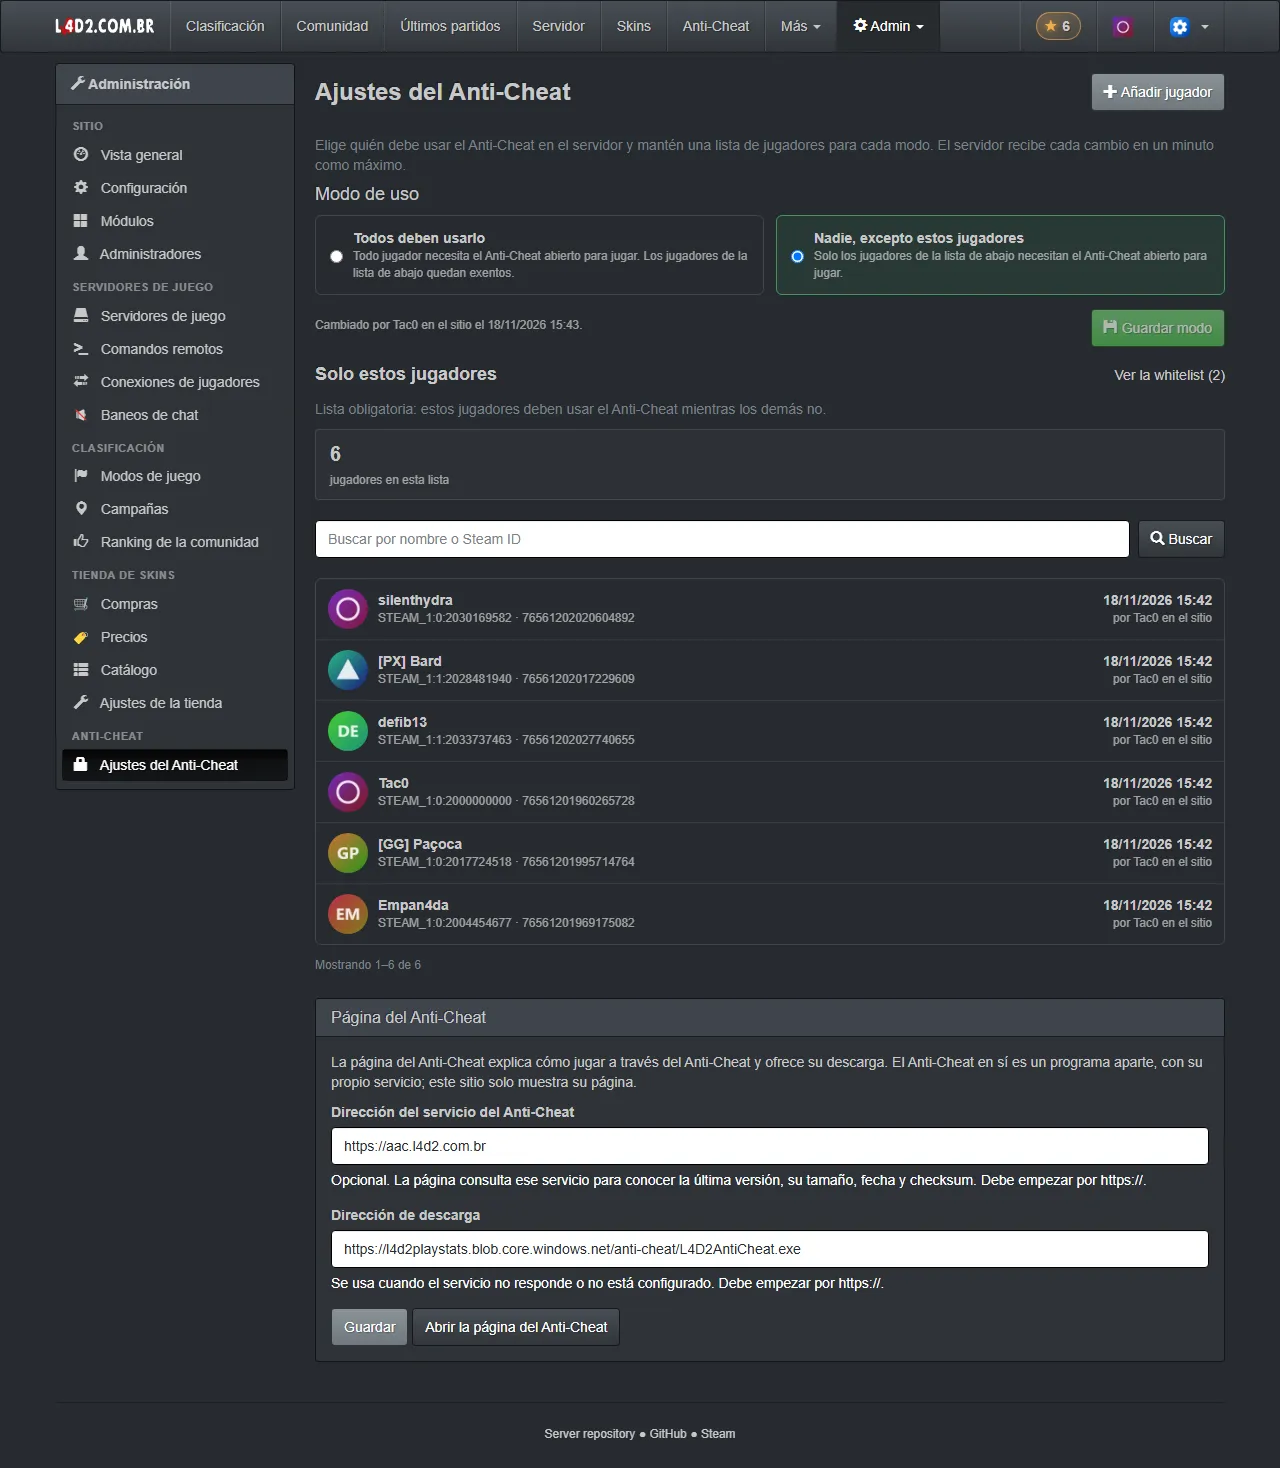 L4D2.COM.BR
Clasificación
Comunidad
Últimos partidos
Servidor
Skins
Anti-Cheat
Más
Admin
6
Administración
SITIO
Vista general
Configuración
Módulos
Administradores
SERVIDORES DE JUEGO
Servidores de juego
Comandos remotos
Conexiones de jugadores
Baneos de chat
CLASIFICACIÓN
Modos de juego
Campañas
Ranking de la comunidad
TIENDA DE SKINS
Compras
Precios
Catálogo
Ajustes de la tienda
ANTI-CHEAT
Ajustes del Anti-Cheat
Ajustes del Anti-Cheat
Añadir jugador
Elige quién debe usar el Anti-Cheat en el servidor y mantén una lista de jugadores para cada modo. El servidor recibe cada cambio en un minuto
como máximo.
Modo de uso
Todos deben usarlo
Todo jugador necesita el Anti-Cheat abierto para jugar. Los jugadores de la
lista de abajo quedan exentos.
Nadie, excepto estos jugadores
Solo los jugadores de la lista de abajo necesitan el Anti-Cheat abierto para
jugar.
Cambiado por Tac0 en el sitio el 18/11/2026 15:43.
Guardar modo
Solo estos jugadores
Ver la whitelist (2)
Lista obligatoria: estos jugadores deben usar el Anti-Cheat mientras los demás no.
6
jugadores en esta lista
Buscar por nombre o Steam ID
Buscar
silenthydra
STEAM_1:0:2030169582 · 76561202020604892
18/11/2026 15:42
por Tac0 en el sitio
[PX] Bard
STEAM_1:1:2028481940 · 76561202017229609
18/11/2026 15:42
por Tac0 en el sitio
DE
defib13
STEAM_1:1:2033737463 · 76561202027740655
18/11/2026 15:42
por Tac0 en el sitio
Tac0
STEAM_1:0:2000000000 · 76561201960265728
18/11/2026 15:42
por Tac0 en el sitio
GP
[GG] Paçoca
STEAM_1:0:2017724518 · 76561201995714764
18/11/2026 15:42
por Tac0 en el sitio
EM
Empan4da
STEAM_1:0:2004454677 · 76561201969175082
18/11/2026 15:42
por Tac0 en el sitio
Mostrando 1–6 de 6
Página del Anti-Cheat
La página del Anti-Cheat explica cómo jugar a través del Anti-Cheat y ofrece su descarga. El Anti-Cheat en sí es un programa aparte, con su
propio servicio; este sitio solo muestra su página.
Dirección del servicio del Anti-Cheat
https://aac.l4d2.com.br
Opcional. La página consulta ese servicio para conocer la última versión, su tamaño, fecha y checksum. Debe empezar por https://.
Dirección de descarga
https://l4d2playstats.blob.core.windows.net/anti-cheat/L4D2AntiCheat.exe
Se usa cuando el servicio no responde o no está configurado. Debe empezar por https://.
Guardar
Abrir la página del Anti-Cheat
Server repository ● GitHub ● Steam